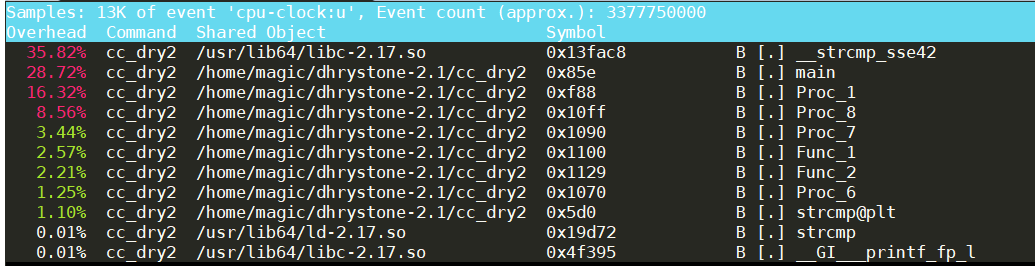 Samples: 13K of event 'cpu-clock:u', Event count (approx.): 3377750000
Overhead  Command  Shared Object                     Symbol
  35.82%  cc_dry2  /usr/lib64/libc-2.17.so           0x13fac8           B [.] __strcmp_sse42
  28.72%  cc_dry2  /home/magic/dhrystone-2.1/cc_dry2  0x85e              B [.] main
  16.32%  cc_dry2  /home/magic/dhrystone-2.1/cc_dry2  0xf88              B [.] Proc_1
   8.56%  cc_dry2  /home/magic/dhrystone-2.1/cc_dry2  0x10ff             B [.] Proc_8
   3.44%  cc_dry2  /home/magic/dhrystone-2.1/cc_dry2  0x1090             B [.] Proc_7
   2.57%  cc_dry2  /home/magic/dhrystone-2.1/cc_dry2  0x1100             B [.] Func_1
   2.21%  cc_dry2  /home/magic/dhrystone-2.1/cc_dry2  0x1129             B [.] Func_2
   1.25%  cc_dry2  /home/magic/dhrystone-2.1/cc_dry2  0x1070             B [.] Proc_6
   1.10%  cc_dry2  /home/magic/dhrystone-2.1/cc_dry2  0x5d0              B [.] strcmp@plt
   0.01%  cc_dry2  /usr/lib64/ld-2.17.so             0x19d72            B [.] strcmp
   0.01%  cc_dry2  /usr/lib64/libc-2.17.so           0x4f395            B [.] __GI___printf_fp_l